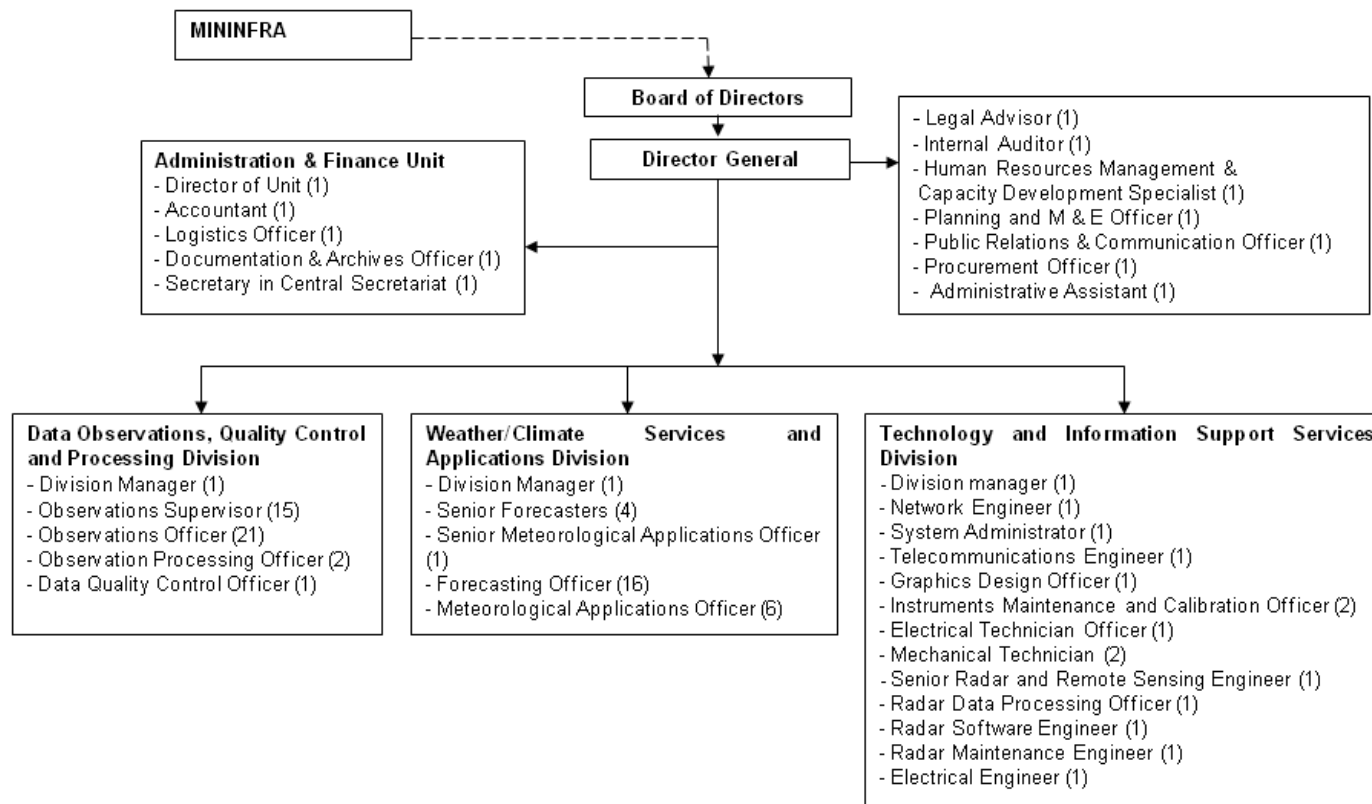 MININFRA
Board of Directors
Director General
- Legal Advisor (1)
- Internal Auditor (1)
- Human Resources Management &
Capacity Development Specialist (1)
- Planning and M & E Officer (1)
- Public Relations & Communication Officer (1)
- Procurement Officer (1)
- Administrative Assistant (1)
Administration & Finance Unit
- Director of Unit (1)
- Accountant (1)
- Logistics Officer (1)
- Documentation & Archives Officer (1)
- Secretary in Central Secretariat (1)
Data Observations, Quality Control
and Processing Division
- Division Manager (1)
- Observations Supervisor (15)
- Observations Officer (21)
- Observation Processing Officer (2)
- Data Quality Control Officer (1)
Weather/Climate Services and
Applications Division
- Division Manager (1)
- Senior Forecasters (4)
- Senior Meteorological Applications Officer
(1)
- Forecasting Officer (16)
- Meteorological Applications Officer (6)
Technology and Information Support Services
Division
- Division manager (1)
- Network Engineer (1)
- System Administrator (1)
- Telecommunications Engineer (1)
- Graphics Design Officer (1)
- Instruments Maintenance and Calibration Officer (2)
- Electrical Technician Officer (1)
- Mechanical Technician (2)
- Senior Radar and Remote Sensing Engineer (1)
- Radar Data Processing Officer (1)
- Radar Software Engineer (1)
- Radar Maintenance Engineer (1)
- Electrical Engineer (1)